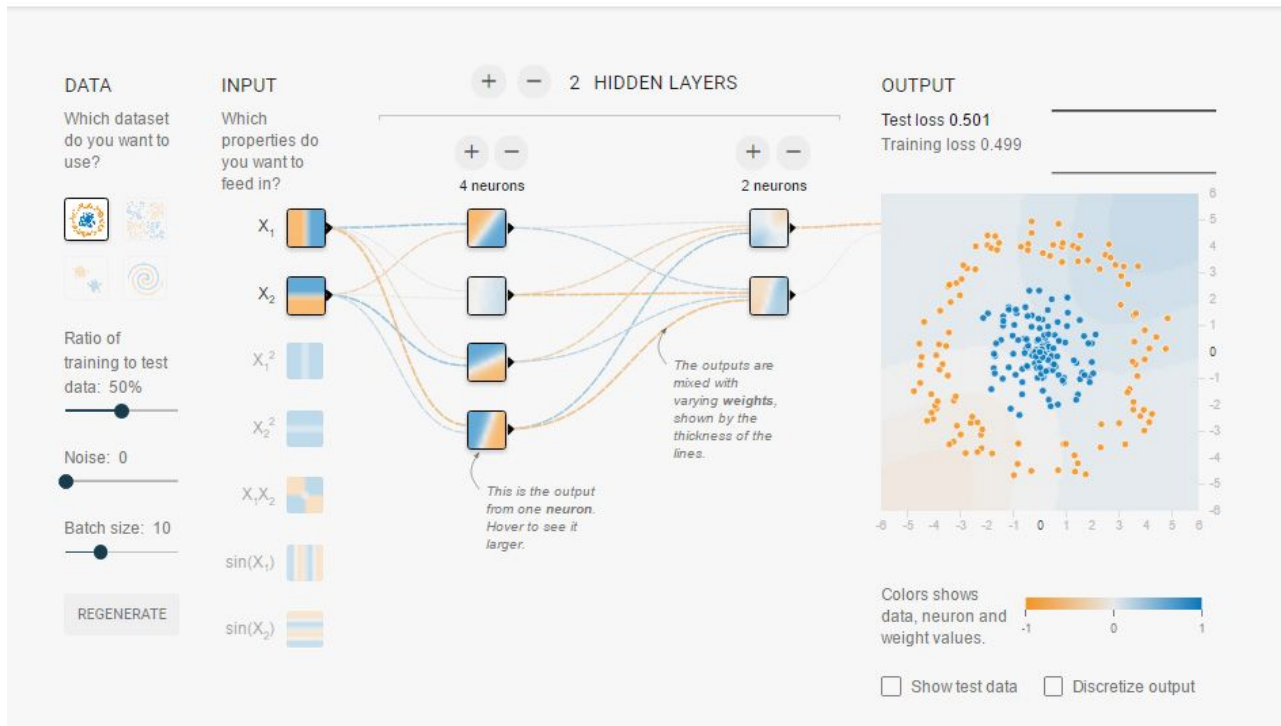 DATA
Which dataset
do you want to
use?
Ratio of
training to test
data: 50%
Noise: 0
Batch size: 10
REGENERATE
INPUT
Which
properties do
you want to
feed in?
X1
X2
X1²
X2²
X1X2
sin(X1)
sin(X2)
+ − 2 HIDDEN LAYERS
+ −
4 neurons
+ −
2 neurons
This is the output
from one neuron.
Hover to see it
larger.
The outputs are
mixed with
varying weights,
shown by the
thickness of the
lines.
OUTPUT
Test loss 0.501
Training loss 0.499
6
5
4
3
2
1
0
-1
-2
-3
-4
-5
-6
-6 -5 -4 -3 -2 -1 0 1 2 3 4 5 6
Colors shows
data, neuron and
weight values.
-1 0 1
Show test data
Discretize output